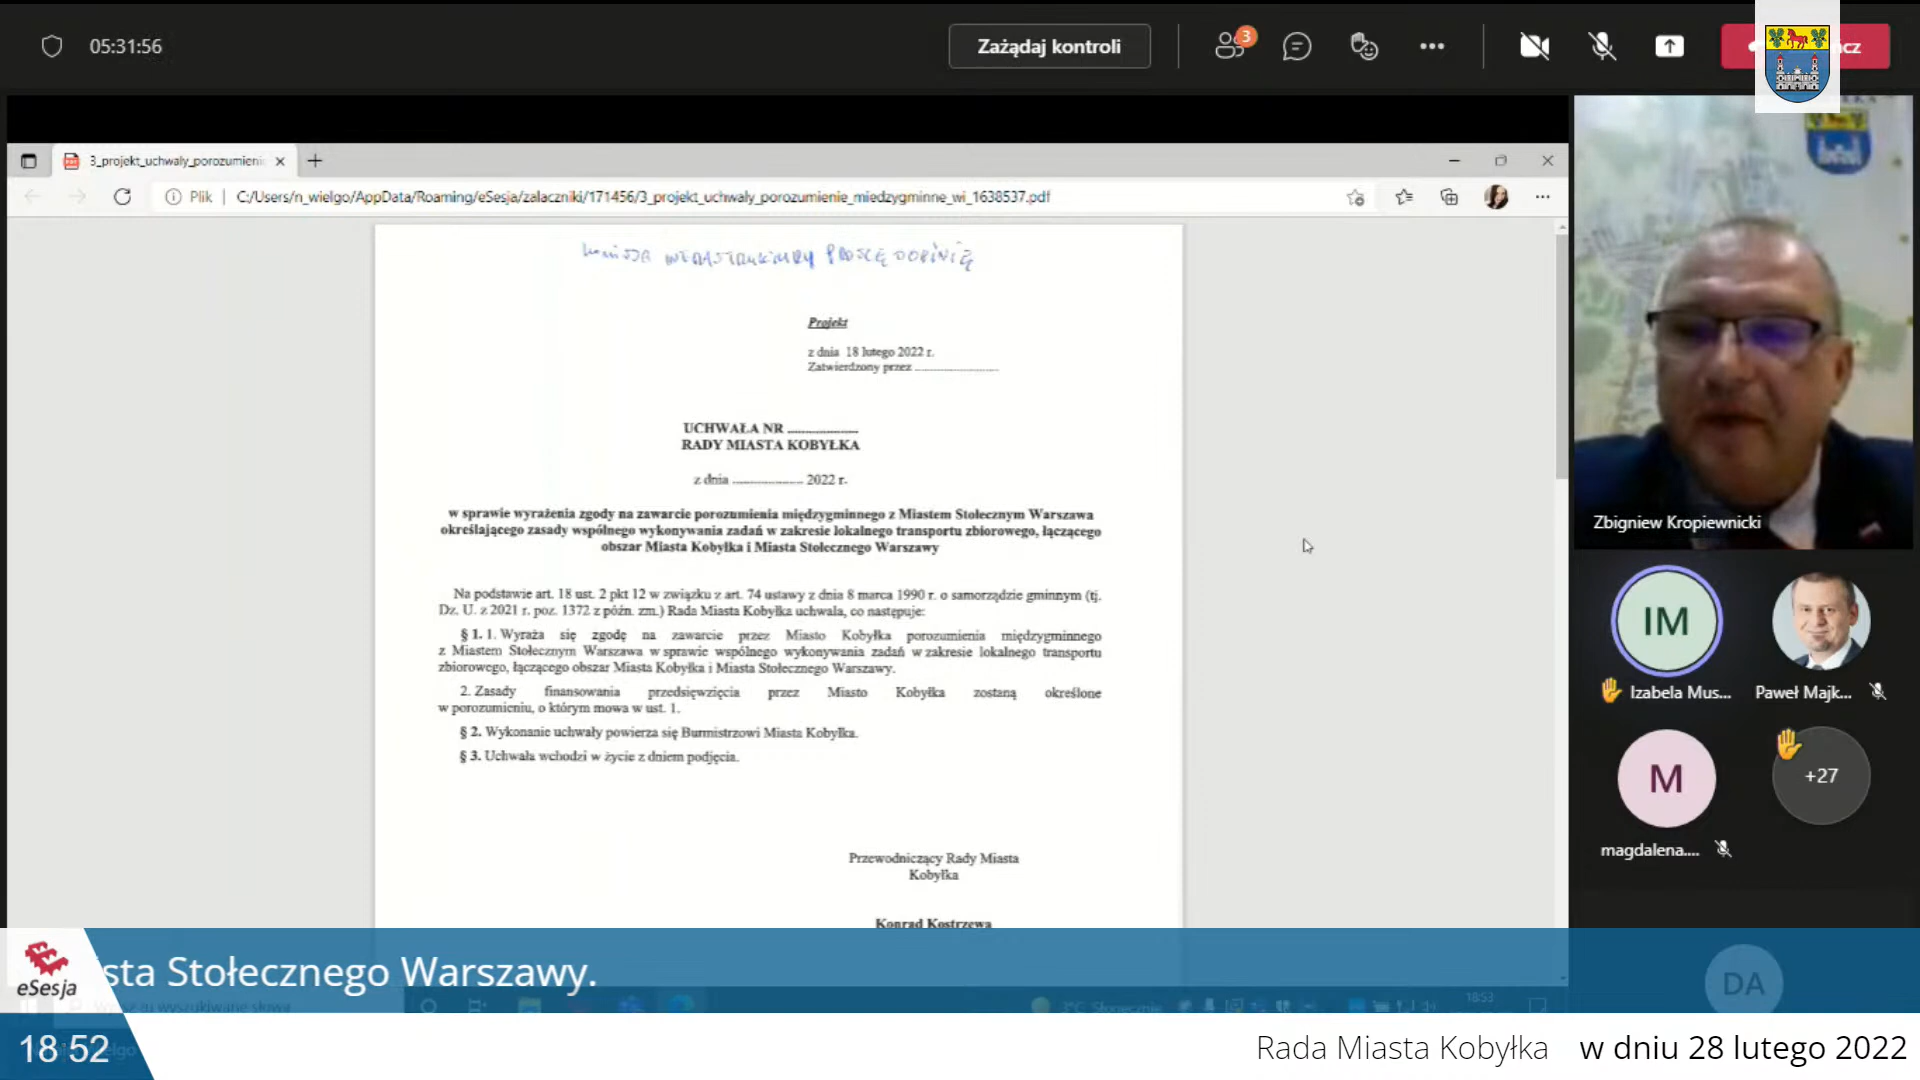 05:31:56
Zażądaj kontroli
3
3_projekt_uchwaly_porozumieni
Plik
C:/Users/n_wielgo/AppData/Roaming/eSesja/zalaczniki/171456/3_projekt_uchwaly_porozumienie_miedzygminne_wi_1638537.pdf
PROSZĘ O OPINIĘ
Projekt
z dnia 18 lutego 2022 r.
Zatwierdzony przez ........................
UCHWAŁA NR ....................
RADY MIASTA KOBYŁKA
z dnia .................... 2022 r.
w sprawie wyrażenia zgody na zawarcie porozumienia międzygminnego z Miastem Stołecznym Warszawa
określającego zasady wspólnego wykonywania zadań w zakresie lokalnego transportu zbiorowego, łączącego
obszar Miasta Kobyłka i Miasta Stołecznego Warszawy
Na podstawie art. 18 ust. 2 pkt 12 w związku z art. 74 ustawy z dnia 8 marca 1990 r. o samorządzie gminnym (tj.
Dz. U. z 2021 r. poz. 1372 z późn. zm.) Rada Miasta Kobyłka uchwala, co następuje:
§ 1. 1. Wyraża się zgodę na zawarcie przez Miasto Kobyłka porozumienia międzygminnego
z Miastem Stołecznym Warszawa w sprawie wspólnego wykonywania zadań w zakresie lokalnego transportu
zbiorowego, łączącego obszar Miasta Kobyłka i Miasta Stołecznego Warszawy.
2. Zasady finansowania przedsięwzięcia przez Miasto Kobyłka zostaną określone
w porozumieniu, o którym mowa w ust. 1.
§ 2. Wykonanie uchwały powierza się Burmistrzowi Miasta Kobyłka.
§ 3. Uchwała wchodzi w życie z dniem podjęcia.
Przewodniczący Rady Miasta
Kobyłka
Konrad Kostrzewa
Zbigniew Kropiewnicki
IM
Izabela Mus...
Paweł Majk...
M
+27
magdalena....
DA
eSesja
sta Stołecznego Warszawy.
3°C Słonecznie
18:53
18:52
Rada Miasta Kobyłka w dniu 28 lutego 2022